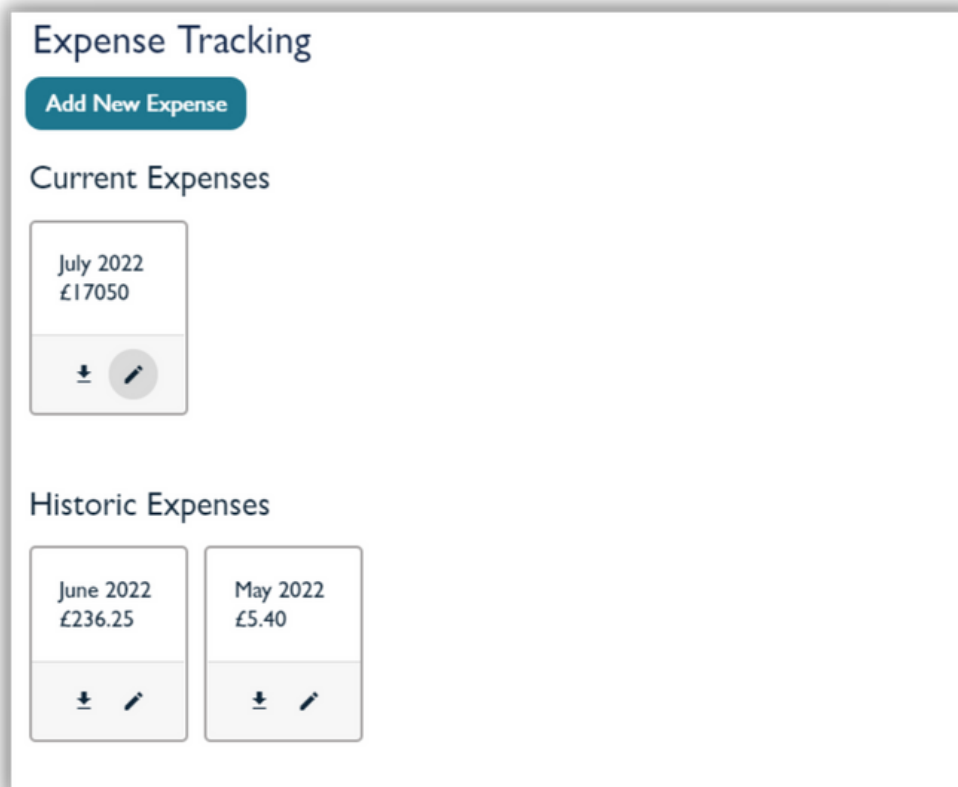 Expense Tracking
Add New Expense
Current Expenses
July 2022
£17050
Historic Expenses
June 2022
£236.25
May 2022
£5.40